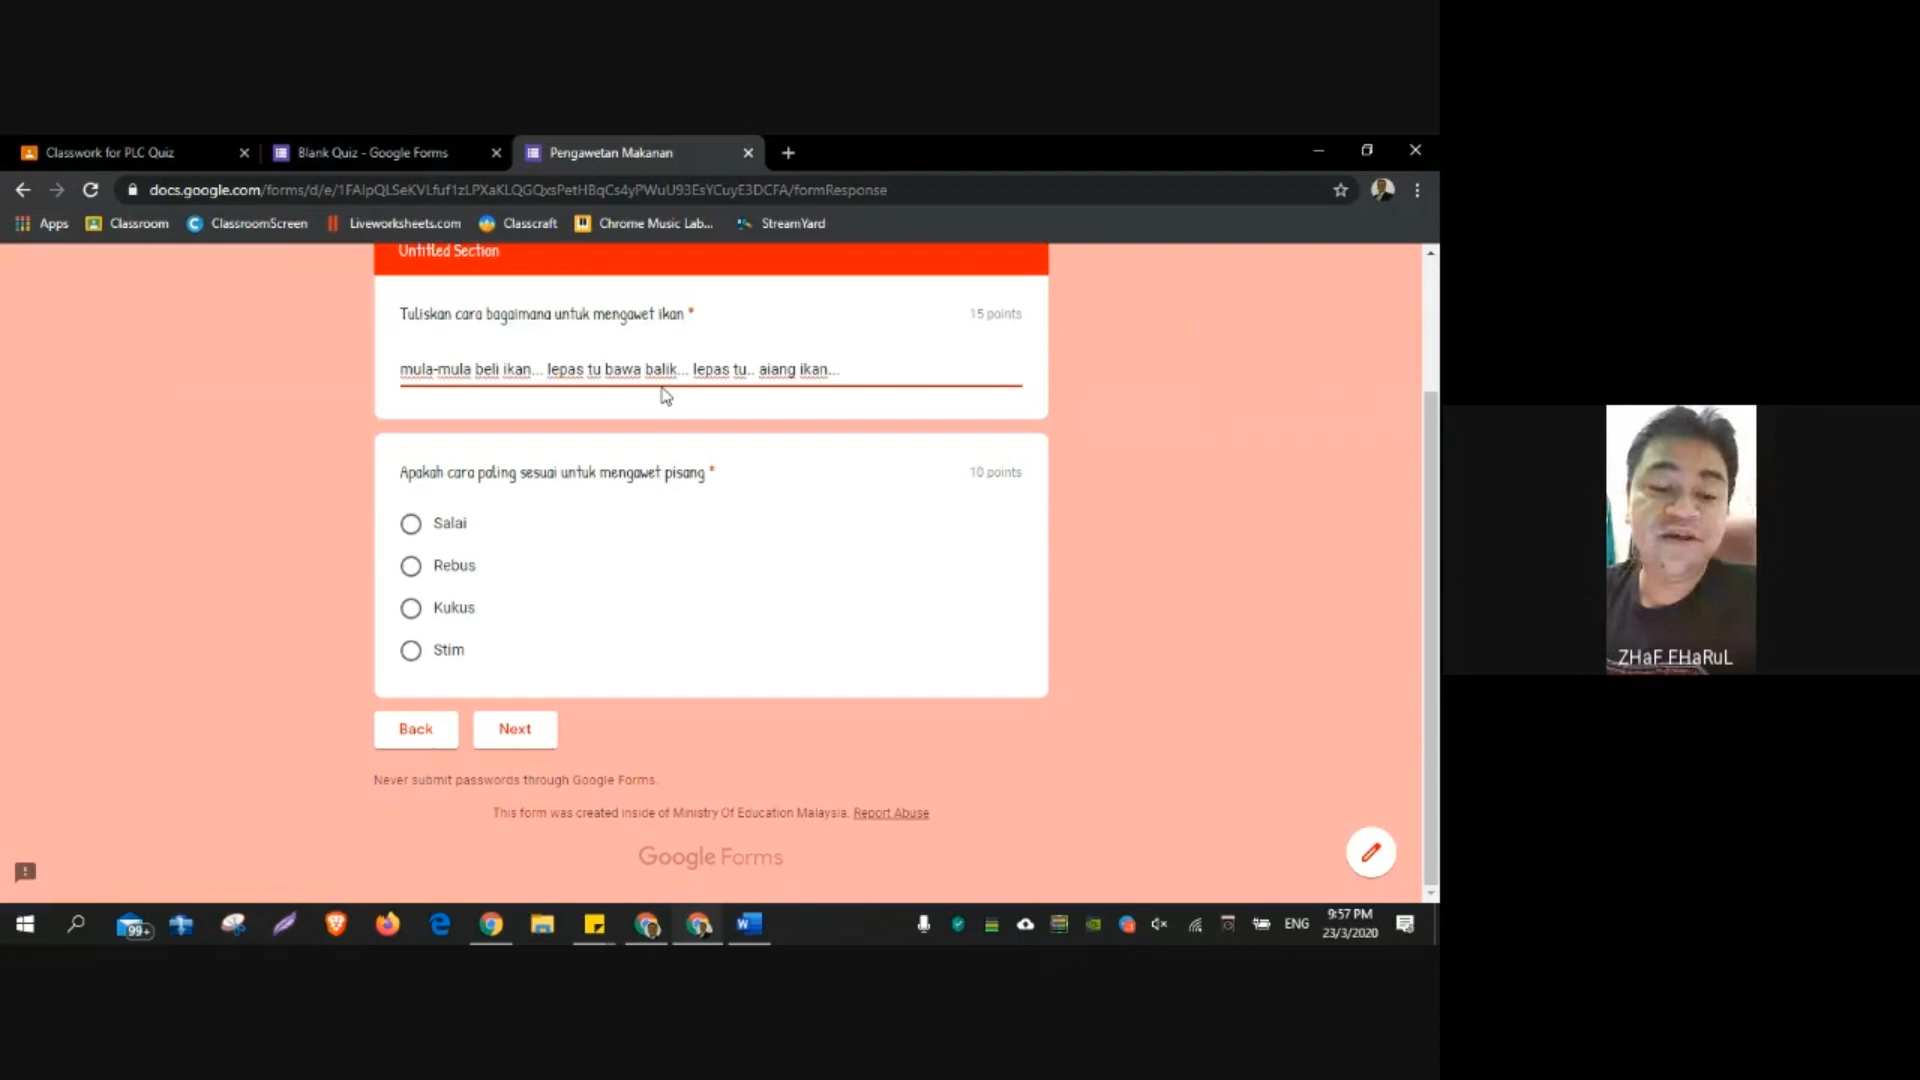 Classwork for PLC Quiz
Blank Quiz - Google Forms
Pengawetan Makanan
docs.google.com/forms/d/e/1FAIpQLSeKVLfuf1zLPXaKLQGQxsPetHBqCs4yPWuU93EsYCuyE3DCFA/formResponse
Apps Classroom ClassroomScreen Liveworksheets.com Classcraft Chrome Music Lab... StreamYard
Untitled Section
Tuliskan cara bagaimana untuk mengawet ikan * 15 points
mula-mula beli ikan... lepas tu bawa balik... lepas tu.. aiang ikan...
Apakah cara paling sesuai untuk mengawet pisang * 10 points
Salai
Rebus
Kukus
Stim
Back Next
Never submit passwords through Google Forms.
This form was created inside of Ministry Of Education Malaysia. Report Abuse
Google Forms
ZHaF FHaRuL
99+
ENG
9:57 PM
23/3/2020